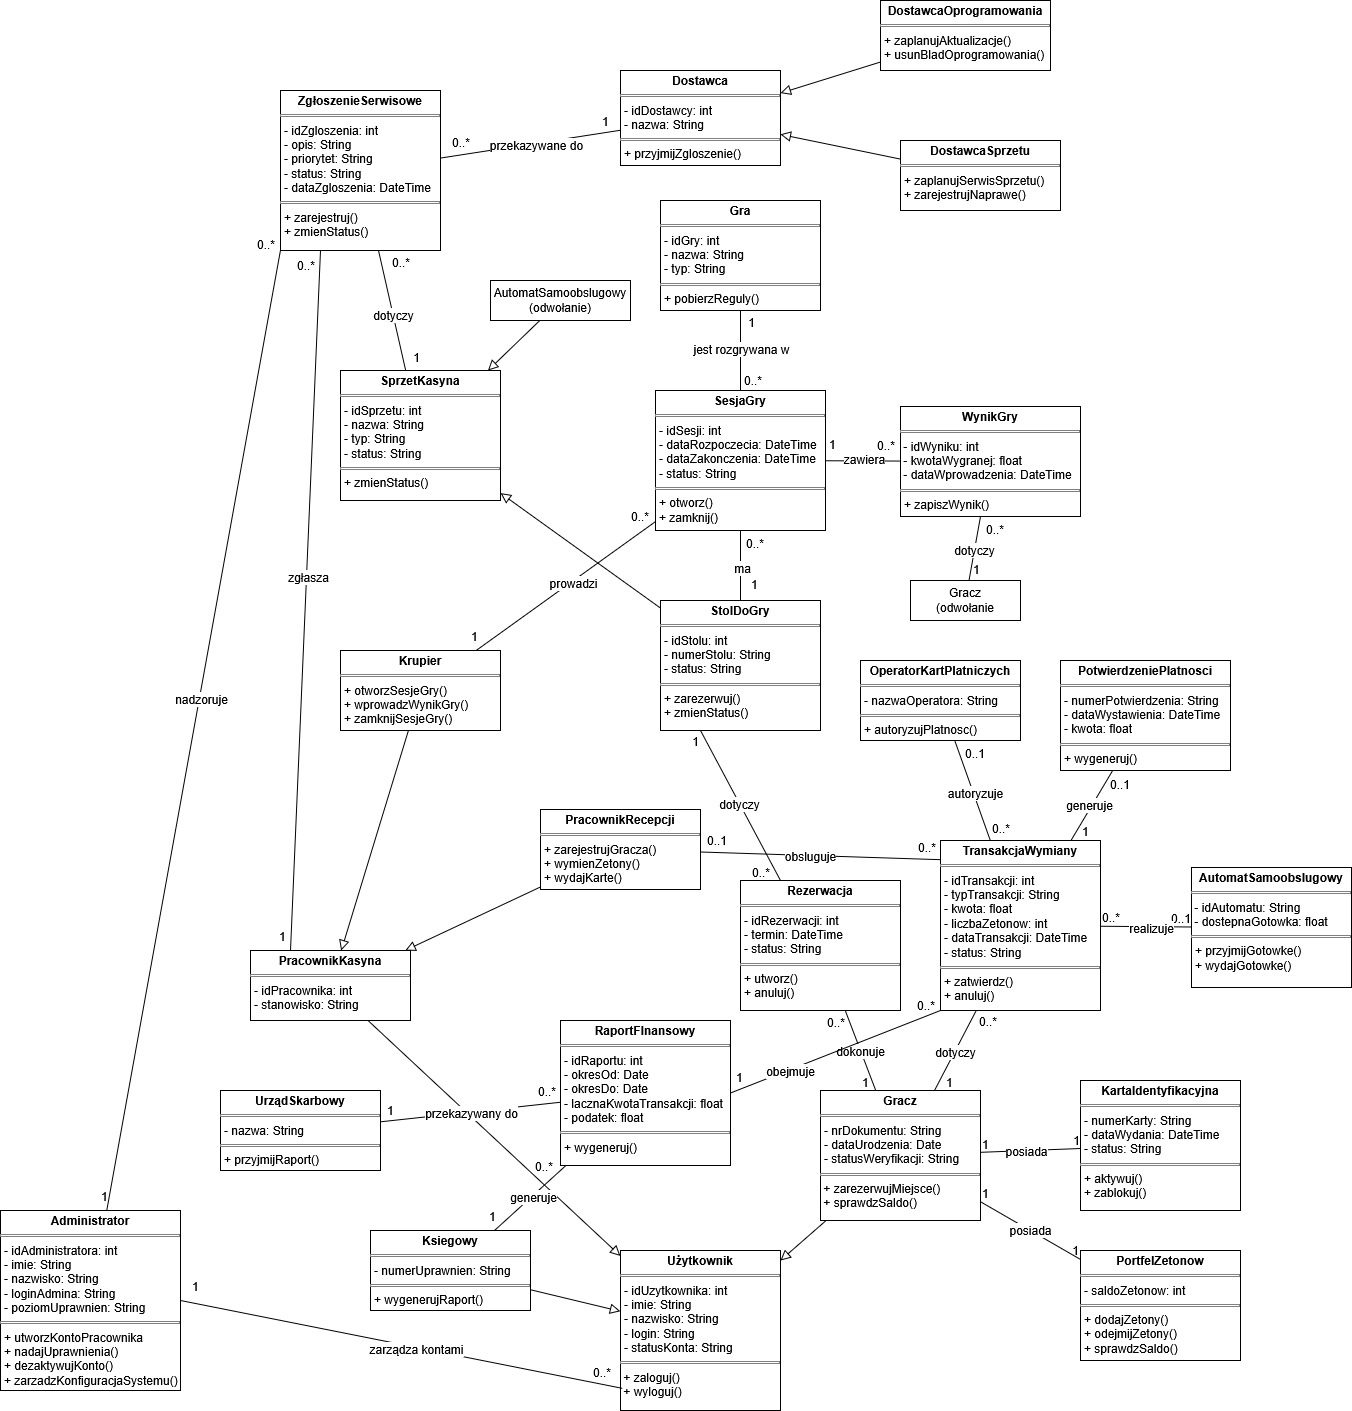 DostawcaOprogramowania
+ zaplanujAktualizacje()
+ usunBladOprogramowania()
Dostawca
- idDostawcy: int
- nazwa: String
+ przyjmijZgloszenie()
DostawcaSprzetu
+ zaplanujSerwisSprzetu()
+ zarejestrujNaprawe()
ZgłoszenieSerwisowe
- idZgloszenia: int
- opis: String
- priorytet: String
- status: String
- dataZgloszenia: DateTime
+ zarejestruj()
+ zmienStatus()
0..*
przekazywane do
1
0..*
0..*
0..*
dotyczy
1
zgłasza
nadzoruje
AutomatSamoobslugowy
(odwołanie)
Gra
- idGry: int
- nazwa: String
- typ: String
+ pobierzReguly()
1
jest rozgrywana w
0..*
SprzetKasyna
- idSprzetu: int
- nazwa: String
- typ: String
- status: String
+ zmienStatus()
SesjaGry
- idSesji: int
- dataRozpoczecia: DateTime
- dataZakonczenia: DateTime
- status: String
+ otworz()
+ zamknij()
1
zawiera
0..*
WynikGry
- idWyniku: int
- kwotaWygranej: float
- dataWprowadzenia: DateTime
+ zapiszWynik()
0..*
dotyczy
1
Gracz
(odwołanie
0..*
prowadzi
1
0..*
ma
1
Krupier
+ otworzSesjeGry()
+ wprowadzWynikGry()
+ zamknijSesjeGry()
StolDoGry
- idStolu: int
- numerStolu: String
- status: String
+ zarezerwuj()
+ zmienStatus()
1
dotyczy
0..*
OperatorKartPlatniczych
- nazwaOperatora: String
+ autoryzujPlatnosc()
0..1
autoryzuje
0..*
PotwierdzeniePlatnosci
- numerPotwierdzenia: String
- dataWystawienia: DateTime
- kwota: float
+ wygeneruj()
0..1
generuje
1
PracownikRecepcji
+ zarejestrujGracza()
+ wymienZetony()
+ wydajKarte()
0..1
obsluguje
0..*
TransakcjaWymiany
- idTransakcji: int
- typTransakcji: String
- kwota: float
- liczbaZetonow: int
- dataTransakcji: DateTime
- status: String
+ zatwierdz()
+ anuluj()
0..*
realizuje
0..1
AutomatSamoobslugowy
- idAutomatu: String
- dostepnaGotowka: float
+ przyjmijGotowke()
+ wydajGotowke()
Rezerwacja
- idRezerwacji: int
- termin: DateTime
- status: String
+ utworz()
+ anuluj()
0..*
dokonuje
1
0..*
dotyczy
1
1
PracownikKasyna
- idPracownika: int
- stanowisko: String
RaportFInansowy
- idRaportu: int
- okresOd: Date
- okresDo: Date
- lacznaKwotaTransakcji: float
- podatek: float
+ wygeneruj()
1
obejmuje
0..*
UrządSkarbowy
- nazwa: String
+ przyjmijRaport()
1
przekazywany do
0..*
0..*
generuje
1
Gracz
- nrDokumentu: String
- dataUrodzenia: Date
- statusWeryfikacji: String
+ zarezerwujMiejsce()
+ sprawdzSaldo()
1
posiada
1
KartaIdentyfikacyjna
- numerKarty: String
- dataWydania: DateTime
- status: String
+ aktywuj()
+ zablokuj()
1
posiada
1
PortfelZetonow
- saldoZetonow: int
+ dodajZetony()
+ odejmijZetony()
+ sprawdzSaldo()
1
Administrator
- idAdministratora: int
- imie: String
- nazwisko: String
- loginAdmina: String
- poziomUprawnien: String
+ utworzKontoPracownika
+ nadajUprawnienia()
+ dezaktywujKonto()
+ zarzadzKonfiguracjaSystemu()
1
zarządza kontami
0..*
Ksiegowy
- numerUprawnien: String
+ wygenerujRaport()
Użytkownik
- idUzytkownika: int
- imie: String
- nazwisko: String
- login: String
- statusKonta: String
+ zaloguj()
+ wyloguj()